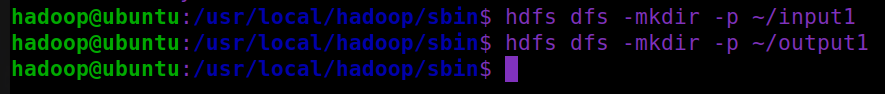 hadoop@ubuntu:/usr/local/hadoop/sbin$ hdfs dfs -mkdir -p ~/input1
hadoop@ubuntu:/usr/local/hadoop/sbin$ hdfs dfs -mkdir -p ~/output1
hadoop@ubuntu:/usr/local/hadoop/sbin$